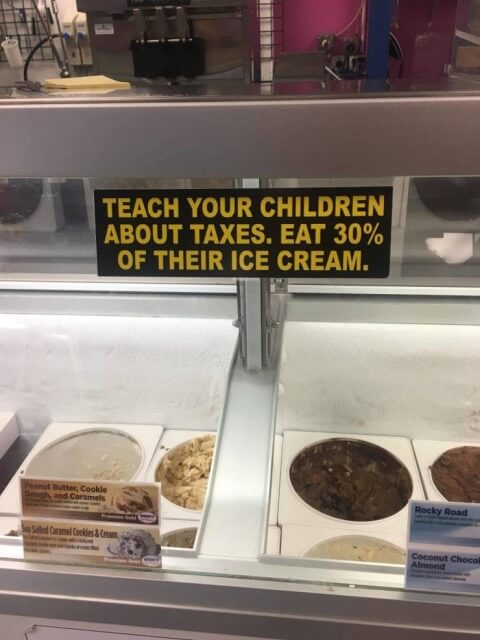 TEACH YOUR CHILDREN
ABOUT TAXES. EAT 30%
OF THEIR ICE CREAM.
Peanut Butter, Cookie
Dough, and Caramels
Sea Salted Caramel Cookies & Cream
Rocky Road
Coconut Chocol
Almond